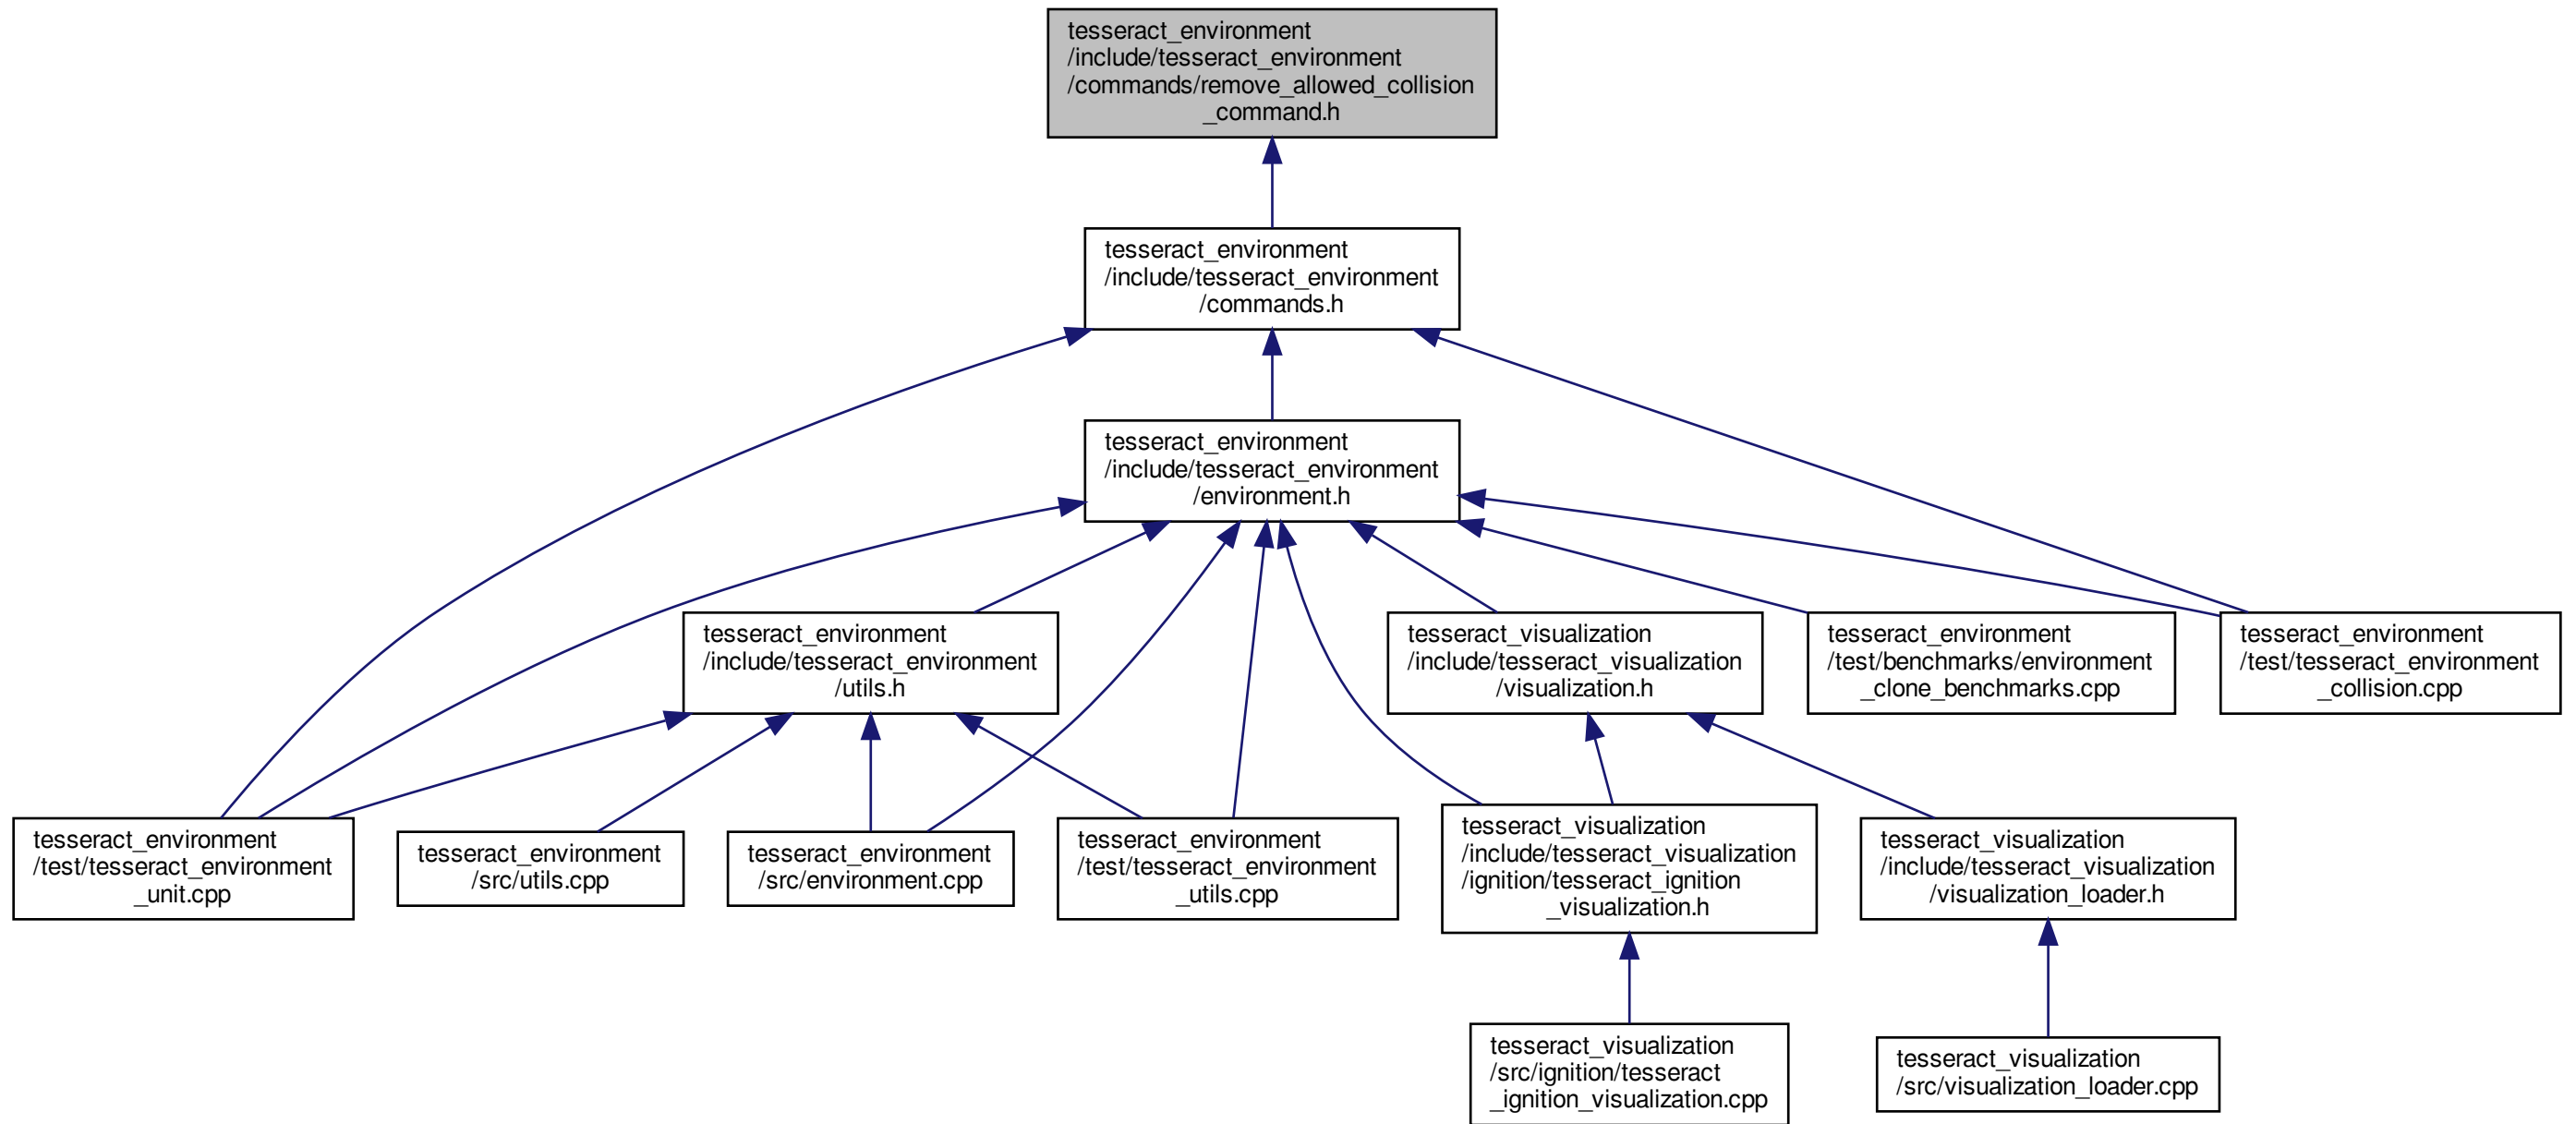 tesseract_environment
/include/tesseract_environment
/commands/remove_allowed_collision
_command.h
tesseract_environment
/include/tesseract_environment
/commands.h
tesseract_environment
/include/tesseract_environment
/environment.h
tesseract_environment
/include/tesseract_environment
/utils.h
tesseract_visualization
/include/tesseract_visualization
/visualization.h
tesseract_environment
/test/benchmarks/environment
_clone_benchmarks.cpp
tesseract_environment
/test/tesseract_environment
_collision.cpp
tesseract_environment
/test/tesseract_environment
_unit.cpp
tesseract_environment
/src/utils.cpp
tesseract_environment
/src/environment.cpp
tesseract_environment
/test/tesseract_environment
_utils.cpp
tesseract_visualization
/include/tesseract_visualization
/ignition/tesseract_ignition
_visualization.h
tesseract_visualization
/include/tesseract_visualization
/visualization_loader.h
tesseract_visualization
/src/ignition/tesseract
_ignition_visualization.cpp
tesseract_visualization
/src/visualization_loader.cpp